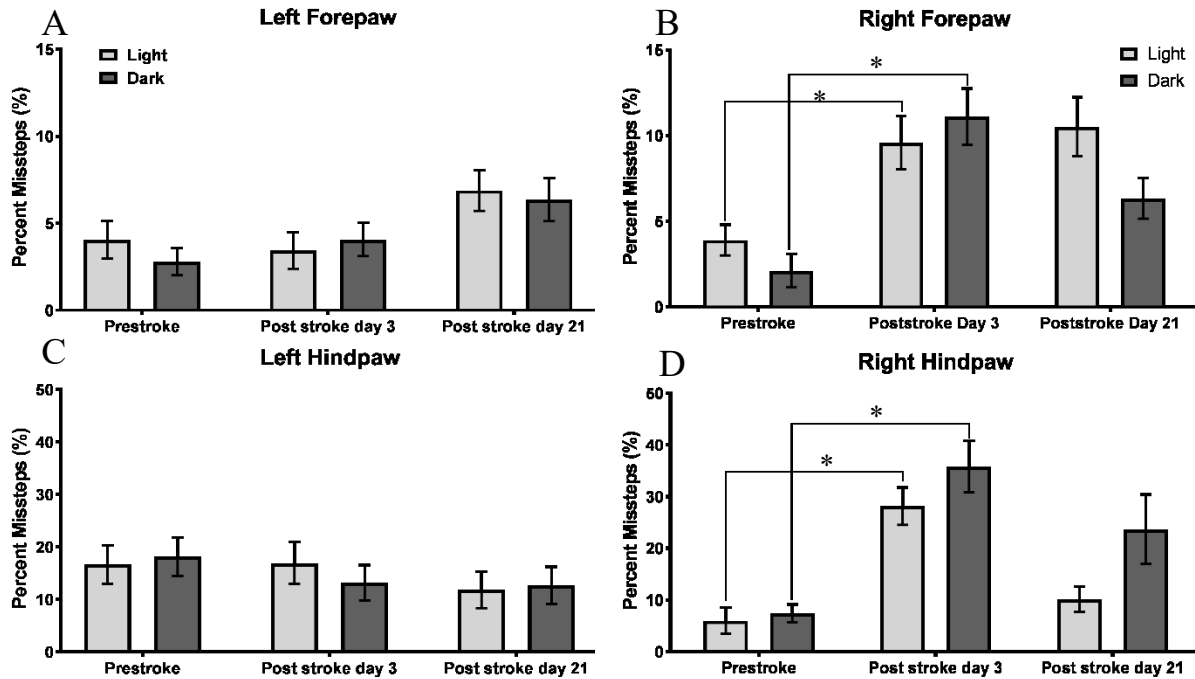 A
Left Forepaw
Light
Dark
Percent Missteps (%)
15
10
5
0
Prestroke
Post stroke day 3
Post stroke day 21
B
Right Forepaw
Light
Dark
*
*
Percent Missteps (%)
15
10
5
0
Prestroke
Poststroke Day 3
Poststroke Day 21
C
Left Hindpaw
Percent Missteps (%)
50
40
30
20
10
0
Prestroke
Post stroke day 3
Post stroke day 21
D
Right Hindpaw
*
*
Percent Missteps (%)
50
40
30
20
10
0
Prestroke
Post stroke day 3
Post stroke day 21